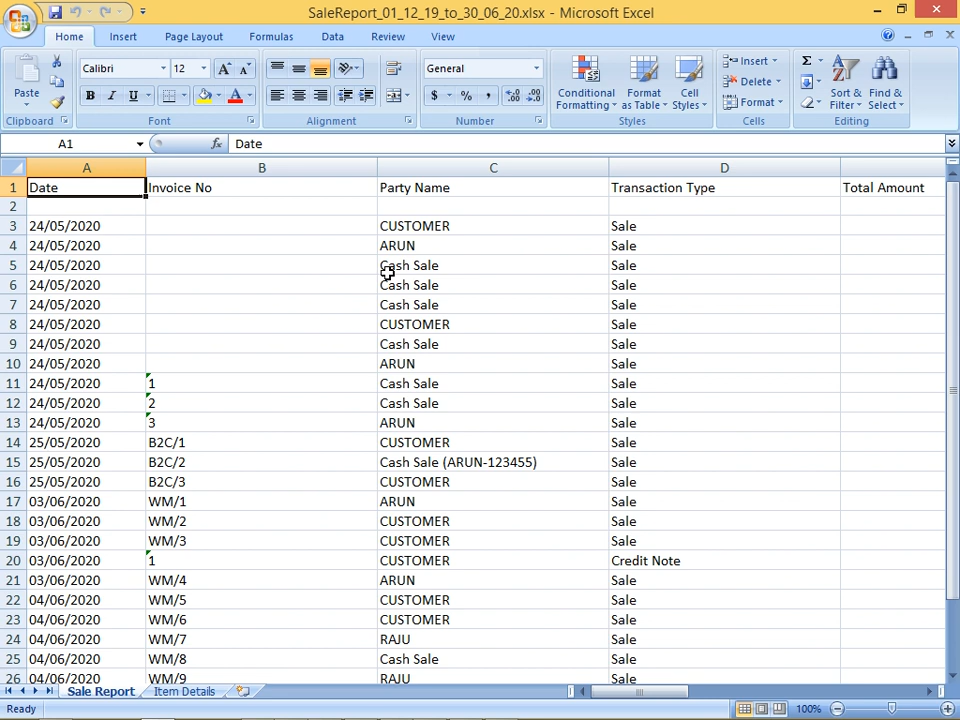 SaleReport_01_12_19_to_30_06_20.xlsx - Microsoft Excel
Home Insert Page Layout Formulas Data Review View
Paste
Calibri 12
B I U
A A
A
General
$ % ,
Conditional Formatting
Format as Table
Cell Styles
Insert
Delete
Format
Σ
Sort & Filter
Find & Select
Clipboard Font Alignment Number Styles Cells Editing
A1 fx Date
A B C D
1 Date Invoice No Party Name Transaction Type Total Amount
2
3 24/05/2020 CUSTOMER Sale
4 24/05/2020 ARUN Sale
5 24/05/2020 Cash Sale Sale
6 24/05/2020 Cash Sale Sale
7 24/05/2020 Cash Sale Sale
8 24/05/2020 CUSTOMER Sale
9 24/05/2020 Cash Sale Sale
10 24/05/2020 ARUN Sale
11 24/05/2020 1 Cash Sale Sale
12 24/05/2020 2 Cash Sale Sale
13 24/05/2020 3 ARUN Sale
14 25/05/2020 B2C/1 CUSTOMER Sale
15 25/05/2020 B2C/2 Cash Sale (ARUN-123455) Sale
16 25/05/2020 B2C/3 CUSTOMER Sale
17 03/06/2020 WM/1 ARUN Sale
18 03/06/2020 WM/2 CUSTOMER Sale
19 03/06/2020 WM/3 CUSTOMER Sale
20 03/06/2020 1 CUSTOMER Credit Note
21 03/06/2020 WM/4 ARUN Sale
22 04/06/2020 WM/5 CUSTOMER Sale
23 04/06/2020 WM/6 CUSTOMER Sale
24 04/06/2020 WM/7 RAJU Sale
25 04/06/2020 WM/8 Cash Sale Sale
26 04/06/2020 WM/9 RAJU Sale
Sale Report Item Details
Ready 100%